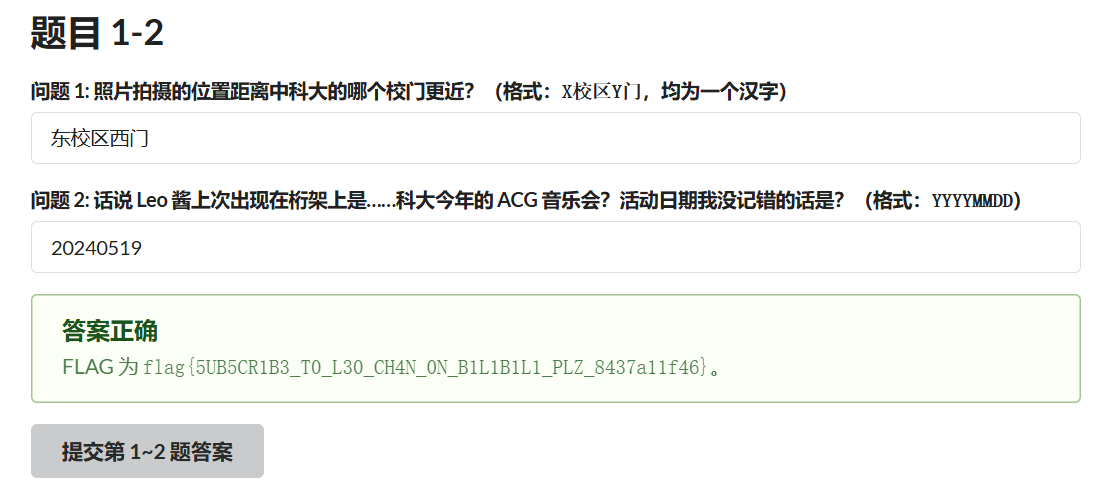 题目 1-2
问题 1: 照片拍摄的位置距离中科大的哪个校门更近？（格式：X校区Y门，均为一个汉字）
东校区西门
问题 2: 话说 Leo 酱上次出现在桁架上是……科大今年的 ACG 音乐会？活动日期我没记错的话是？（格式：YYYYMMDD）
20240519
答案正确
FLAG 为 flag{5UB5CR1B3_T0_L30_CH4N_0N_B1L1B1L1_PLZ_8437a11f46}。
提交第 1~2 题答案